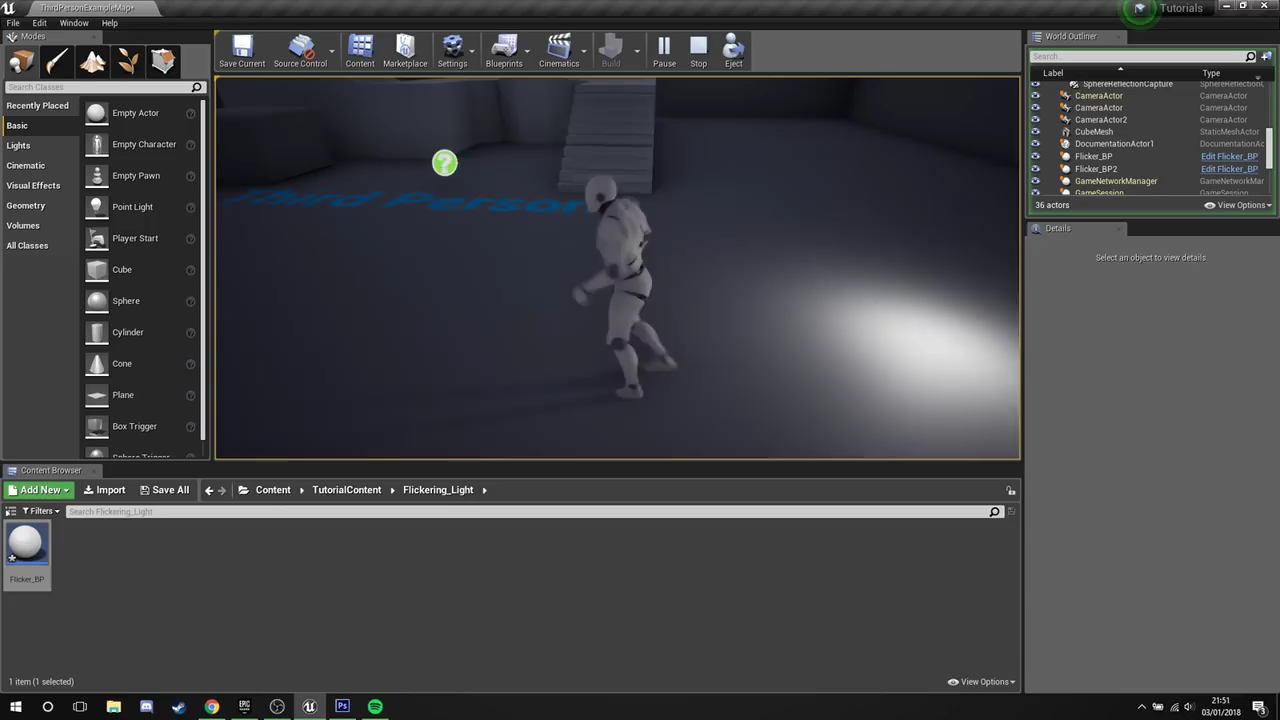 ThirdPersonExampleMap*
Tutorials
File Edit Window Help
Modes
Search Classes
Recently Placed
Basic
Lights
Cinematic
Visual Effects
Geometry
Volumes
All Classes
Empty Actor
Empty Character
Empty Pawn
Point Light
Player Start
Cube
Sphere
Cylinder
Cone
Plane
Box Trigger
Sphere Trigger
Save Current
Source Control
Content
Marketplace
Settings
Blueprints
Cinematics
Build
Pause
Stop
Eject
Third Person
World Outliner
Search...
Label Type
SphereReflectionCapture
CameraActor CameraActor
CameraActor CameraActor
CameraActor2 CameraActor
CubeMesh StaticMeshActor
DocumentationActor1 DocumentationAc
Flicker_BP Edit Flicker_BP
Flicker_BP2 Edit Flicker_BP
GameNetworkManager GameNetworkMar
GameSession
36 actors
View Options
Details
Select an object to view details.
Content Browser
Add New Import Save All Content TutorialContent Flickering_Light
Filters Search Flickering_Light
Flicker_BP
1 item (1 selected)
View Options
21:51
03/01/2018